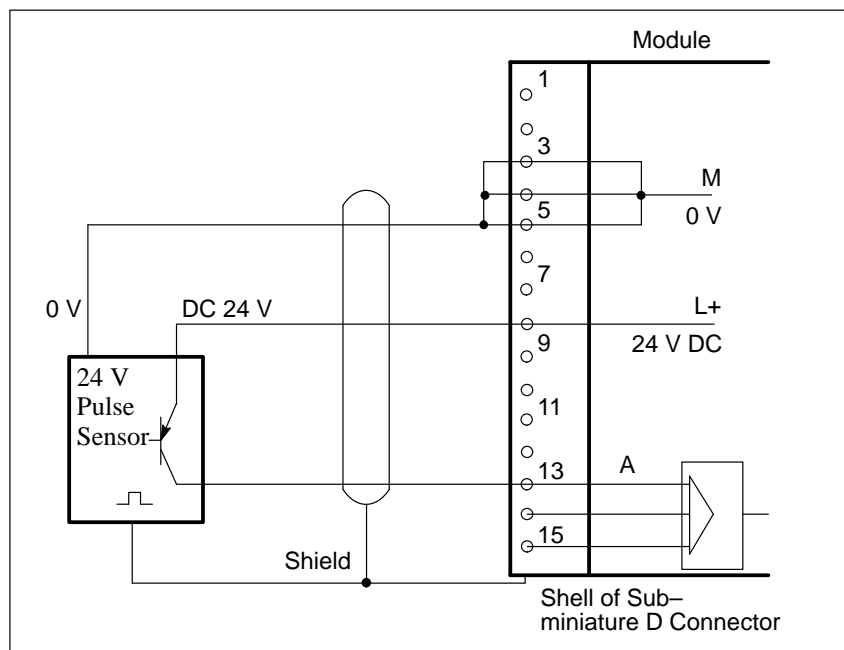 Module
1
3
M
5
0 V
7
0 V
DC 24 V
L+
9
24 V DC
24 V
Pulse
Sensor
11
13
A
15
Shield
Shell of Sub–
miniature D Connector